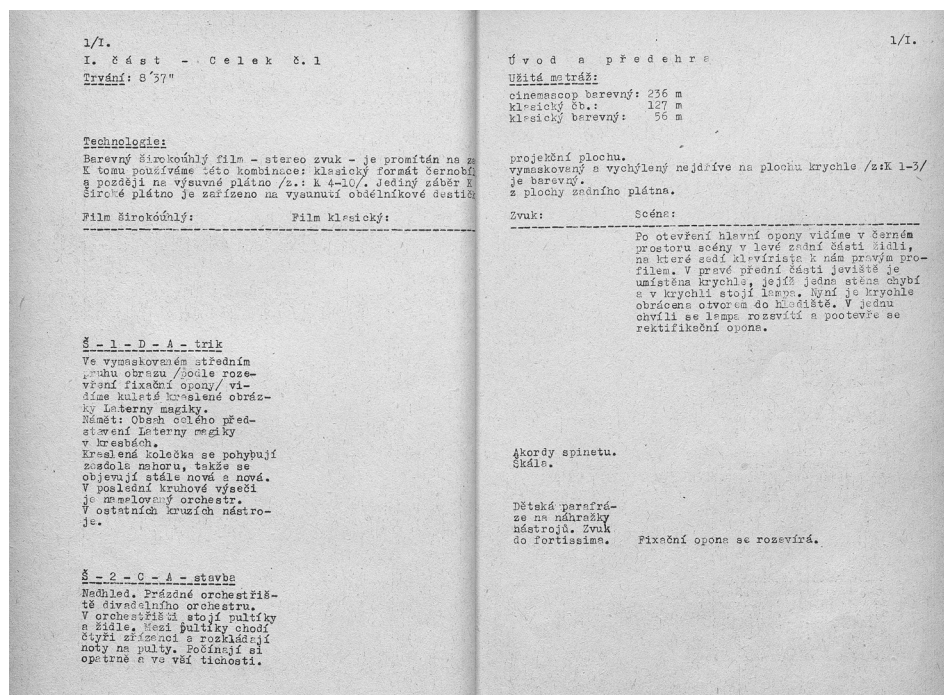 1/I.
I. část - Celek č.1
Trvání: 8´37"
Technologie:
Barevný širokoúhlý film - stereo zvuk - je promítán na
K tomu používáme této kombinace: klasický formát černobíl
a později na výsuvné plátno /z.: K 4-10/. Jediný záběr K
široké plátno je zařízeno na vysunutí obdélníkové destič
Film širokoúhlý: Film klasický:
Š - 1 - D - A - trik
Ve vymaskovaném středním
pruhu obrazu /podle roze-
vření fixační opony/ vi-
díme kulaté kreslené obráz-
ky Laterny magiky.
Námět: Obsah celého před-
stavení Laterny magiky
v kresbách.
Kreslená kolečka se pohybují
zezdola nahoru, takže se
objevují stále nová a nová.
V poslední kruhové výseči
je namalovaný orchestr.
V ostatních kruzích nástro-
je.
Š - 2 - C - A - stavba
Nadhled. Prázdné orchestřiš-
tě divadelního orchestru.
V orchestřišti stojí pultíky
a židle. Mezi pultíky chodí
čtyři zřízenci a rozkládají
noty na pulty. Počínají si
opatrně a ve vší tichosti.
1/I.
Úvod a předehra
Užitá metráž:
cinemascop barevný: 236 m
klasický čb.: 127 m
klasický barevný: 56 m
projekční plochu.
vymaskovaný a vychýlený nejdříve na plochu krychle /z:K 1-3/
je barevný.
z plochy zadního plátna.
Zvuk: Scéna:
Po otevření hlavní opony vidíme v černém
prostoru scény v levé zadní části židli,
na které sedí klavírista k nám pravým pro-
filem. V pravé přední části jeviště je
umístěna krychle, jejíž jedna stěna chybí
a v krychli stojí lampa. Nyní je krychle
obrácena otvorem do hlediště. V jednu
chvíli se lampa rozsvítí a pootevře se
rektifikační opona.
Akordy spinetu.
Škála.
Dětská parafrá-
ze na náhražky
nástrojů. Zvuk
do fortissima. Fixační opona se rozevírá.